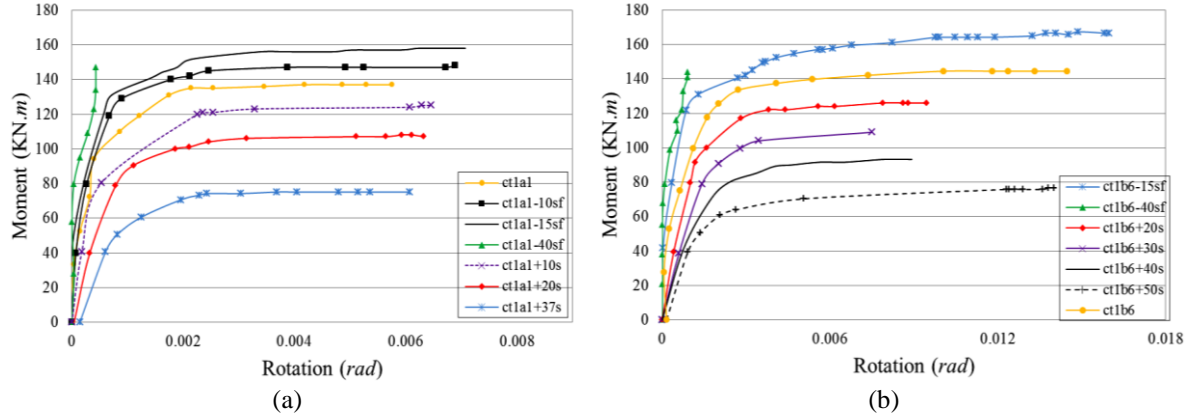 180
160
140
120
100
80
60
40
20
0
Moment (KN.m)
0.000
0.002
0.004
0.006
0.008
Rotation (rad)
ct1a1
ct1a1-10sf
ct1a1-15sf
ct1a1-40sf
ct1a1+10s
ct1a1+20s
ct1a1+37s
(a)
180
160
140
120
100
80
60
40
20
0
Moment (KN.m)
0.000
0.006
0.012
0.018
Rotation (rad)
ct1b6-15sf
ct1b6-40sf
ct1b6+20s
ct1b6+30s
ct1b6+40s
ct1b6+50s
ct1b6
(b)